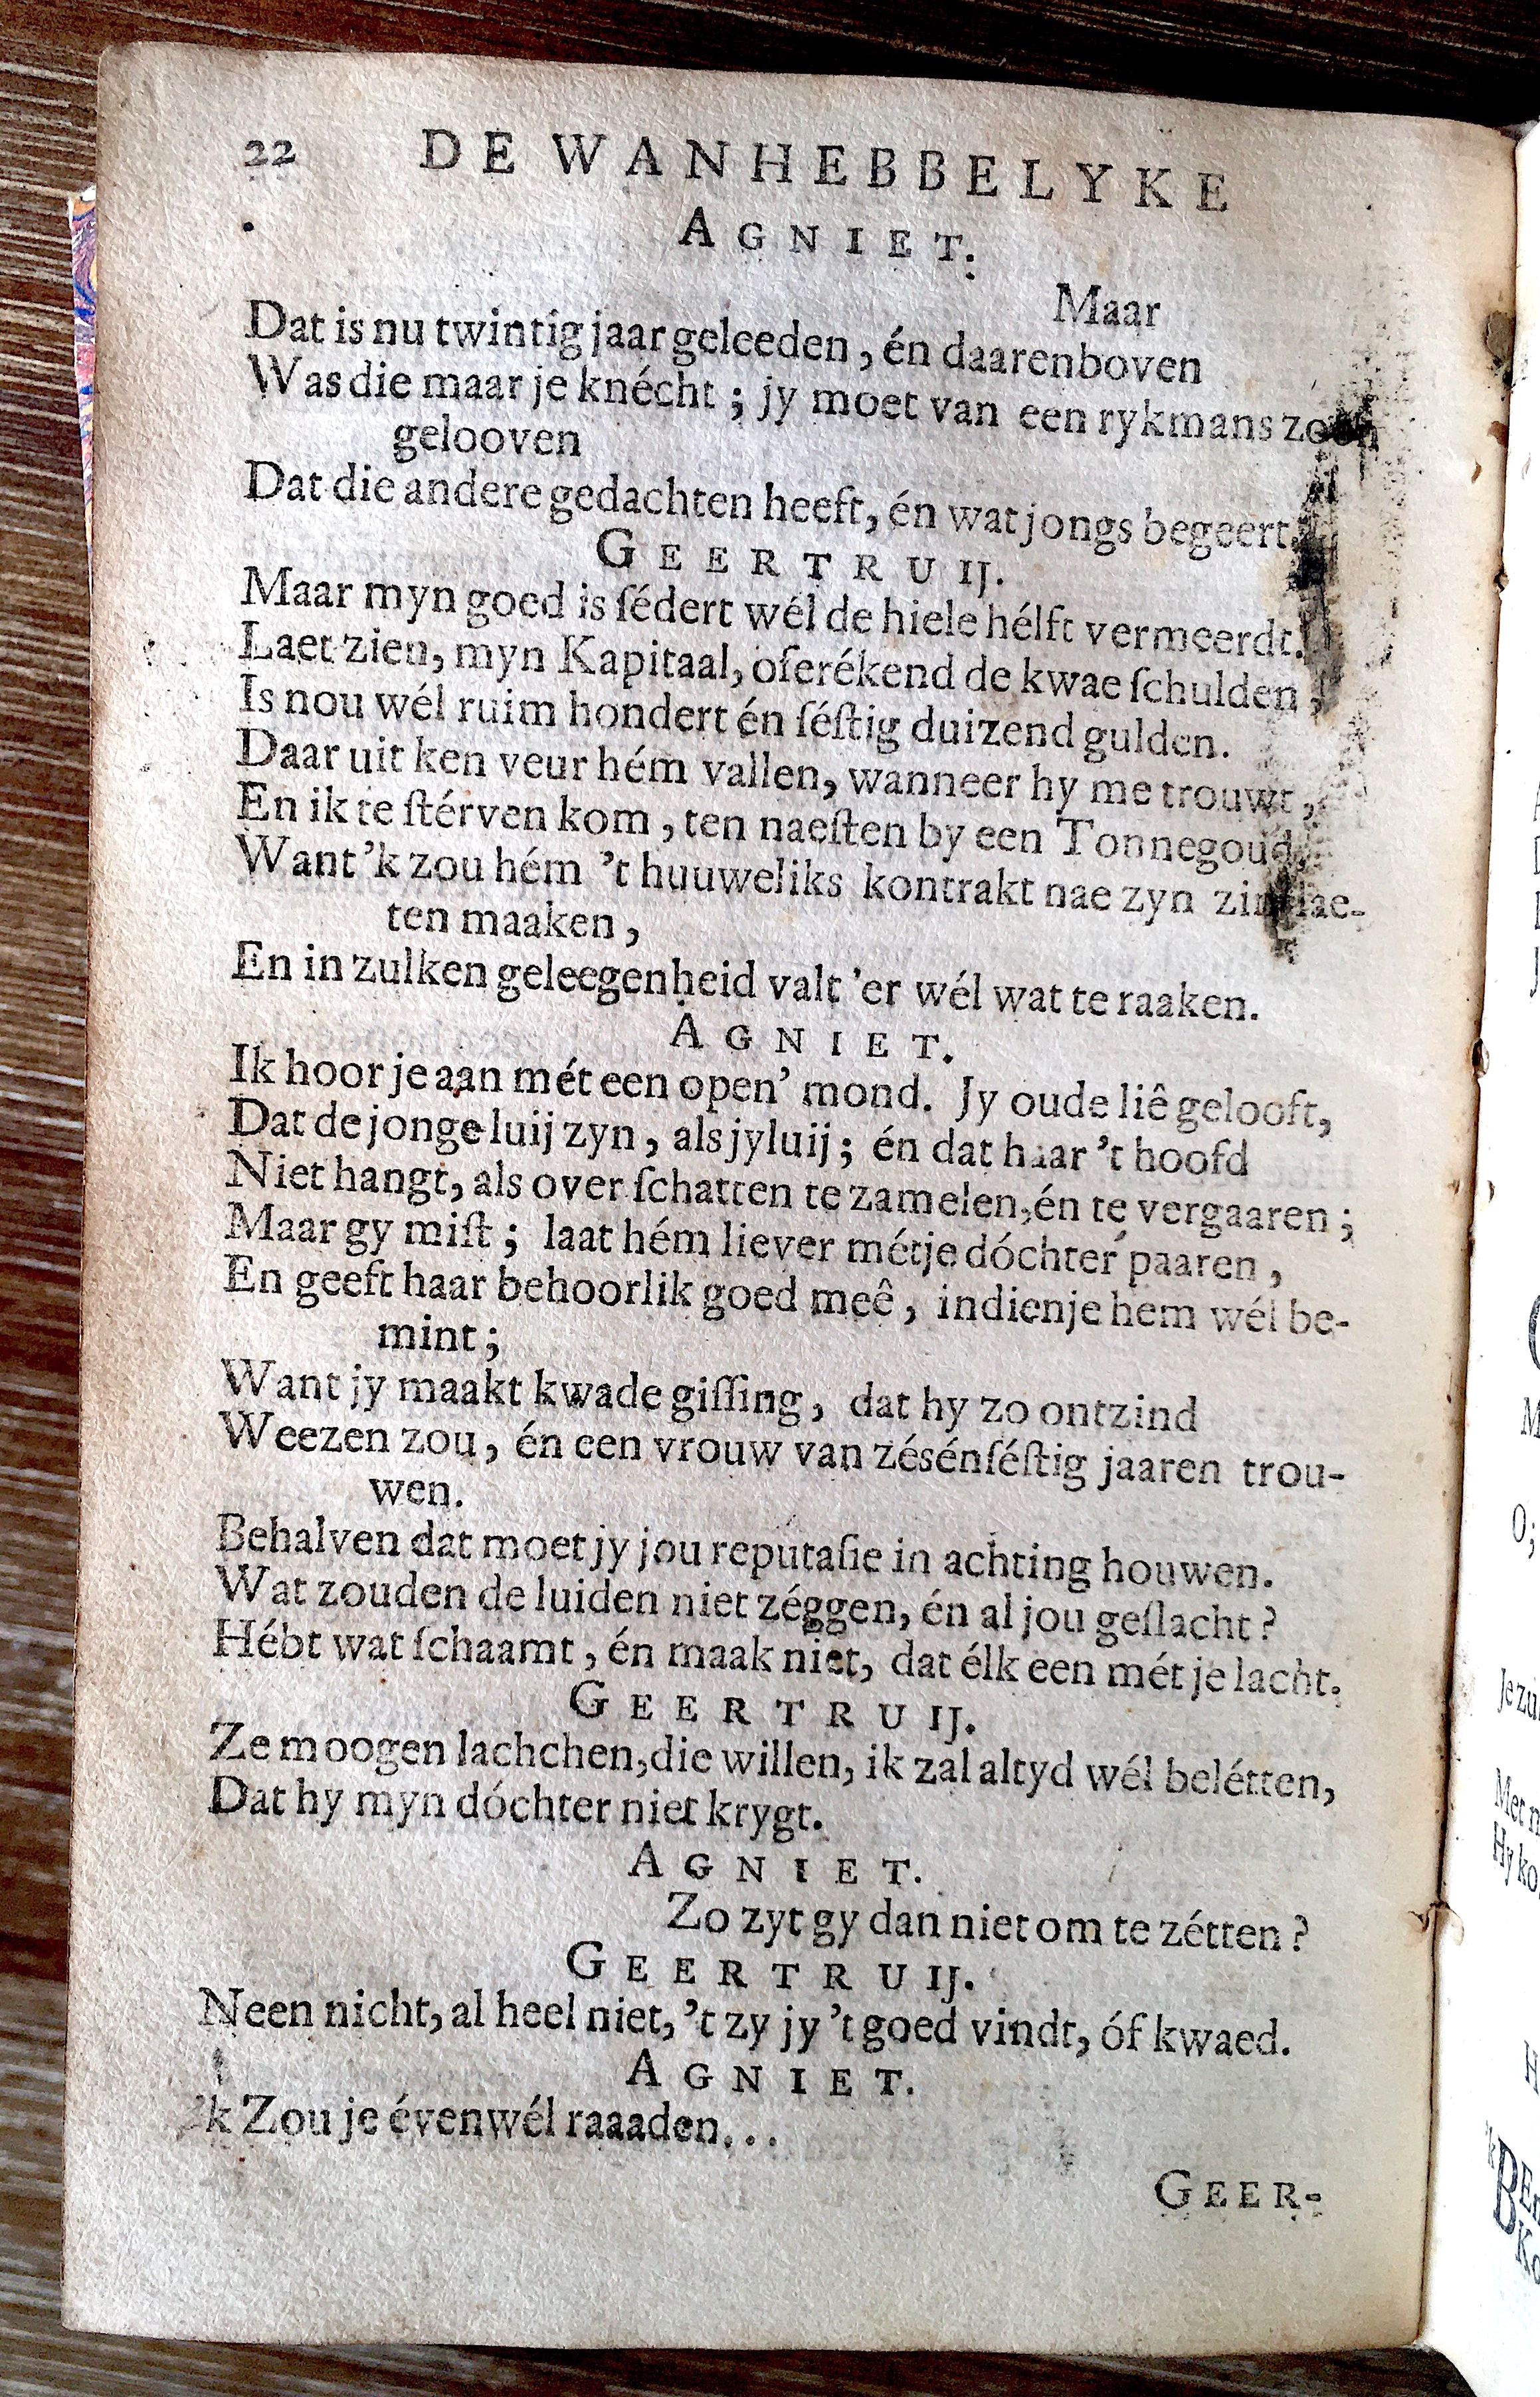 22 DE WANHEBBELYKE
AGNIET.
Maar
Dat is nu twintig jaar geleeden, én daarenboven
Was die maar je knécht; jy moet van een rykmans zoon
gelooven
Dat die andere gedachten heeft, én wat jongs begeert.
GEERTRUIJ.
Maar myn goed is ſédert wél de hiele hélft vermeerdt.
Laet zien, myn Kapitaal, oferékend de kwae ſchulden,
Is nou wél ruim hondert én ſéſtig duizend gulden.
Daar uit ken veur hém vallen, wanneer hy me trouwt,
En ik te ſtérven kom, ten naeſten by een Tonnegoud.
Want 'k zou hém 't huuweliks kontrakt nae zyn zin lae-
ten maaken,
En in zulken geleegenheid valt 'er wél wat te raaken.
AGNIET.
Ik hoor je aan mét een open' mond. Jy oude liê gelooft,
Dat de jonge luij zyn, als jyluij; én dat haar 't hoofd
Niet hangt, als over ſchatten te zamelen, én te vergaaren;
Maar gy miſt; laat hém liever métje dóchter paaren,
En geeft haar behoorlik goed meê, indienje hem wél be-
mint;
Want jy maakt kwade giſſing, dat hy zo ontzind
Weezen zou, én een vrouw van zésénſéſtig jaaren trou-
wen.
Behalven dat moet jy jou reputaſie in achting houwen.
Wat zouden de luiden niet zéggen, én al jou geſlacht?
Hébt wat ſchaamt, én maak niet, dat élk een mét je lacht.
GEERTRUIJ.
Ze moogen lachchen, die willen, ik zal altyd wél belétten,
Dat hy myn dóchter niet krygt.
AGNIET.
Zo zyt gy dan niet om te zétten?
GEERTRUIJ.
Neen nicht, al heel niet, 't zy jy 't goed vindt, óf kwaed.
AGNIET.
'k Zou je évenwél raaaden...
GEER-